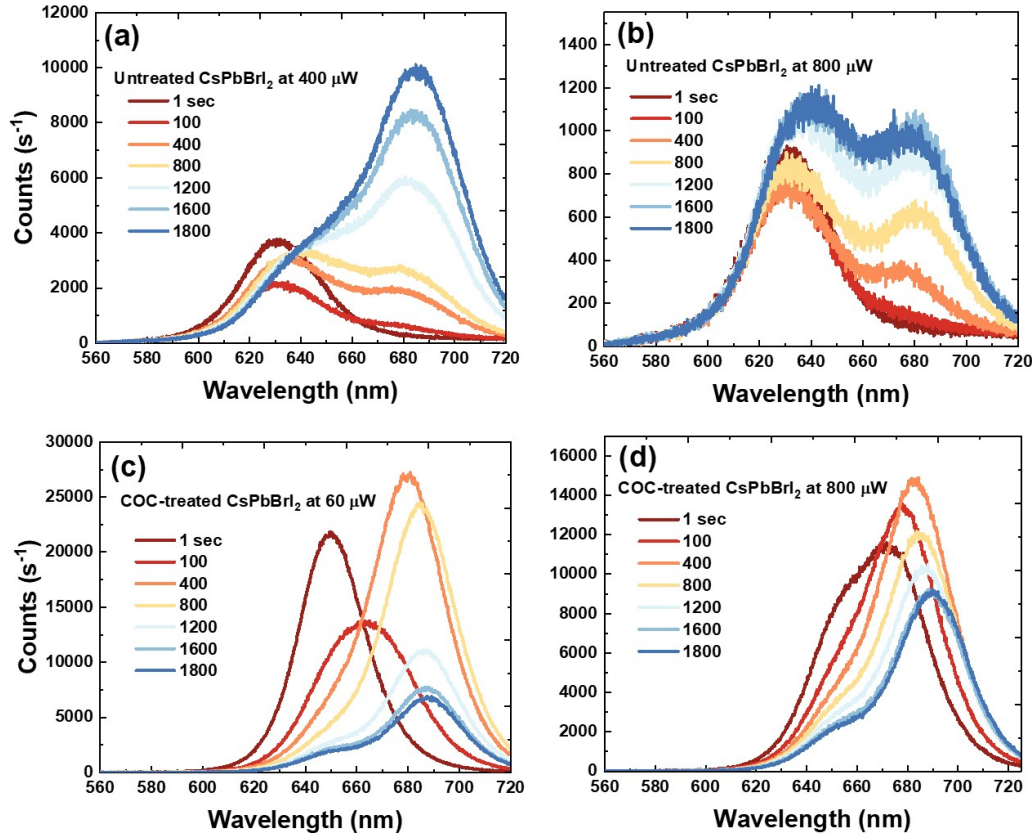 (a)
Untreated CsPbBrI₂ at 400 μW
1 sec
100
400
800
1200
1600
1800
12000
10000
8000
6000
4000
2000
0
Counts (s⁻¹)
560 580 600 620 640 660 680 700 720
Wavelength (nm)
(b)
Untreated CsPbBrI₂ at 800 μW
1 sec
100
400
800
1200
1600
1800
1400
1200
1000
800
600
400
200
0
560 580 600 620 640 660 680 700 720
Wavelength (nm)
(c)
COC-treated CsPbBrI₂ at 60 μW
1 sec
100
400
800
1200
1600
1800
30000
25000
20000
15000
10000
5000
0
Counts (s⁻¹)
560 580 600 620 640 660 680 700 720
Wavelength (nm)
(d)
COC-treated CsPbBrI₂ at 800 μW
1 sec
100
400
800
1200
1600
1800
16000
14000
12000
10000
8000
6000
4000
2000
0
560 580 600 620 640 660 680 700 720
Wavelength (nm)